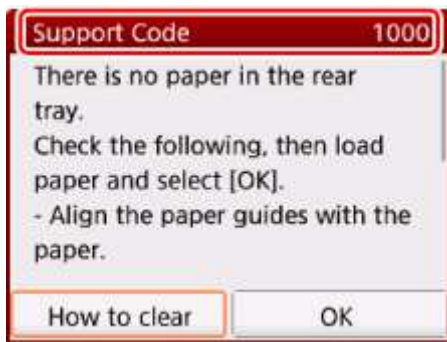 Support Code 1000
There is no paper in the rear
tray.
Check the following, then load
paper and select [OK].
- Align the paper guides with the
paper.
How to clear OK